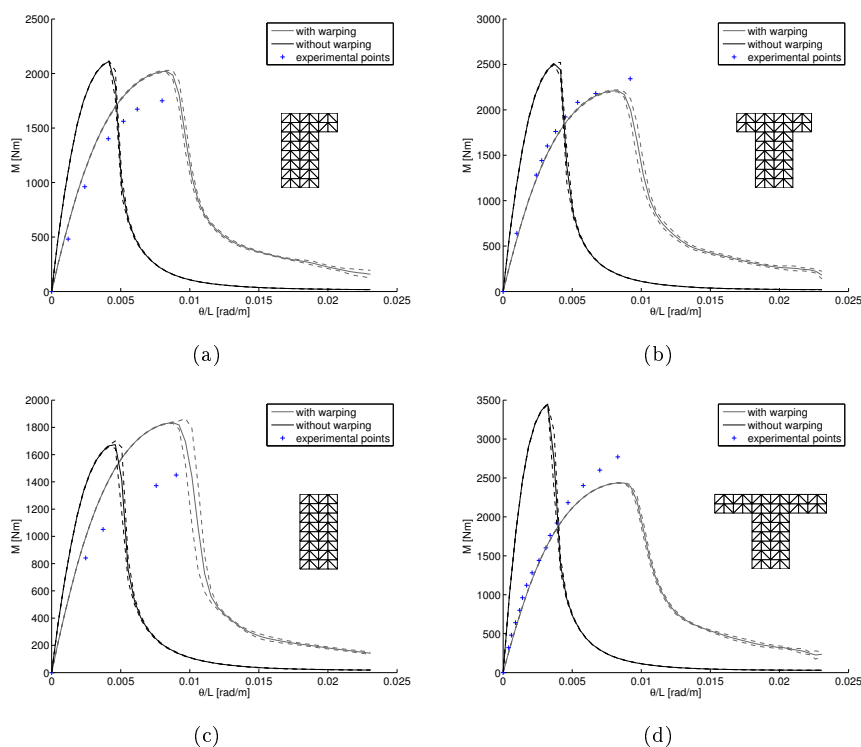 2500
2000
1500
1000
500
0
0
0.005
0.01
0.015
0.02
0.025
M [Nm]
θ/L [rad/m]
with warping
without warping
experimental points
(a)
3000
2500
2000
1500
1000
500
0
0
0.005
0.01
0.015
0.02
0.025
M [Nm]
θ/L [rad/m]
with warping
without warping
experimental points
(b)
2000
1800
1600
1400
1200
1000
800
600
400
200
0
0
0.005
0.01
0.015
0.02
0.025
M [Nm]
θ/L [rad/m]
with warping
without warping
experimental points
(c)
3500
3000
2500
2000
1500
1000
500
0
0
0.005
0.01
0.015
0.02
0.025
M [Nm]
θ/L [rad/m]
with warping
without warping
experimental points
(d)